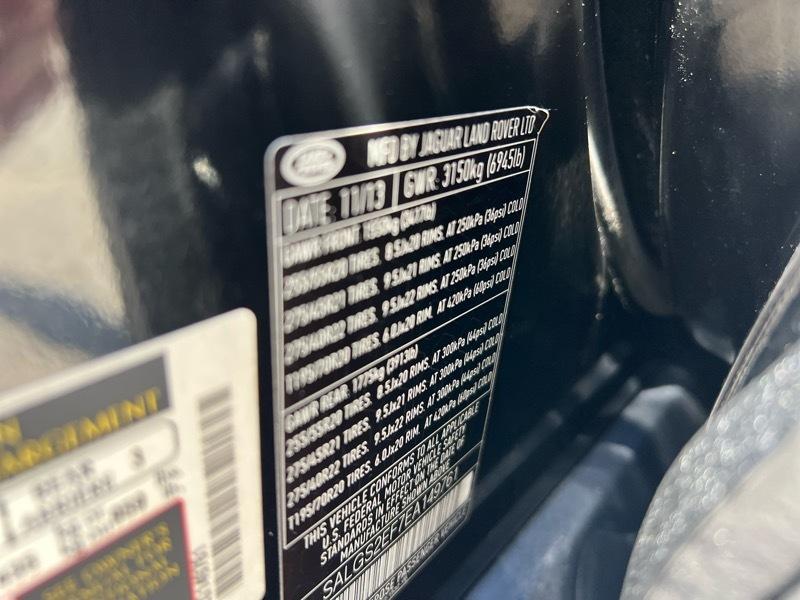 MFD BY JAGUAR LAND ROVER LTD
DATE: 11/13 GWR: 3150kg (6945lb)
GAWR FRONT (3477lb)
255/55R20 TIRES. 8.5Jx20 RIMS. AT 250kPa (36psi) COLD
275/45R21 TIRES. 9.5Jx21 RIMS. AT 250kPa (36psi) COLD
275/40R22 TIRES. 9.5Jx22 RIMS. AT 250kPa (36psi) COLD
T195/70R20 TIRES. 6.0Jx20 RIM. AT 420kPa (60psi) COLD
GAWR REAR: 1775kg (3913lb)
255/55R20 TIRES. 8.5Jx20 RIMS. AT 300kPa (44psi) COLD
275/45R21 TIRES. 9.5Jx21 RIMS. AT 300kPa (44psi) COLD
275/40R22 TIRES. 9.5Jx22 RIMS. AT 300kPa (44psi) COLD
T195/70R20 TIRES. 6.0Jx20 RIM. AT 420kPa (60psi) COLD
THIS VEHICLE CONFORMS TO ALL APPLICABLE
U.S. FEDERAL MOTOR VEHICLE SAFETY
STANDARDS IN EFFECT ON THE DATE OF
MANUFACTURE SHOWN ABOVE.
SALGS2EF7EA149761
PURPOSE PASSENGER VEHICLE
SEE OWNER'S